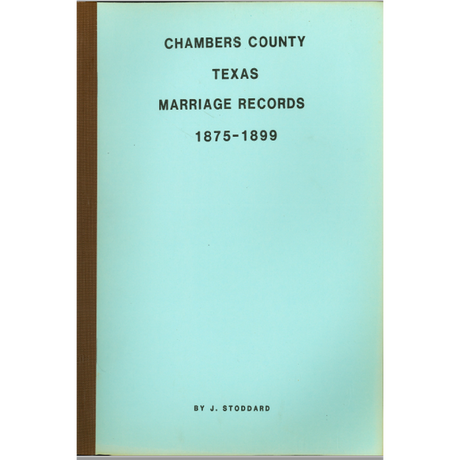 CHAMBERS COUNTY
TEXAS
MARRIAGE RECORDS
1875-1899
BY J. STODDARD